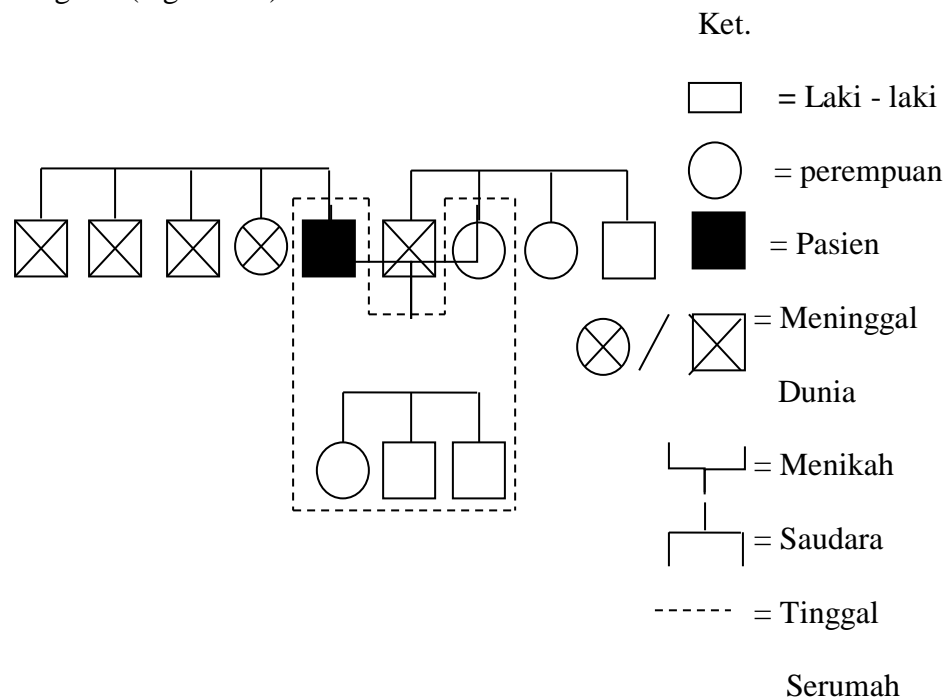 Ket.
= Laki - laki
= perempuan
= Pasien
= Meninggal
Dunia
= Menikah
= Saudara
= Tinggal
Serumah